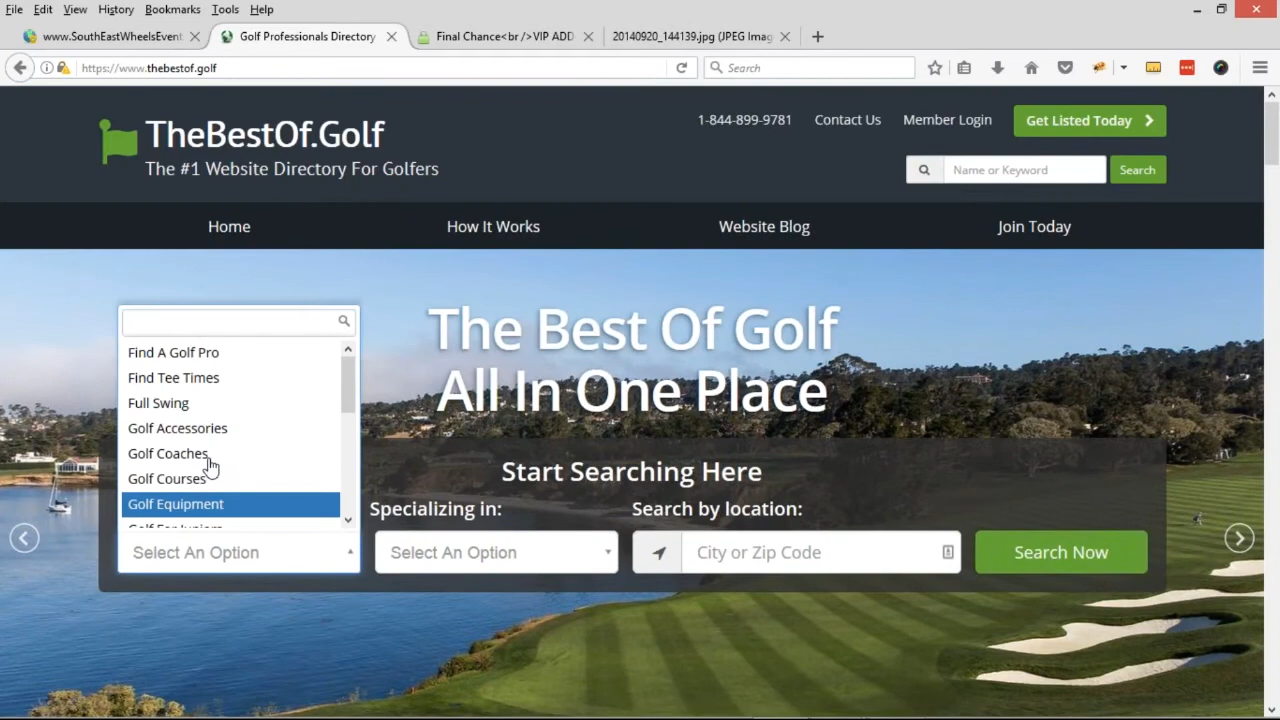 File Edit View History Bookmarks Tools Help
www.SouthEastWheelsEvent
Golf Professionals Directory
Final Chance<br />VIP ADD
20140920_144139.jpg (JPEG Imag
https://www.thebestof.golf
Search
TheBestOf.Golf
The #1 Website Directory For Golfers
1-844-899-9781 Contact Us Member Login Get Listed Today
Name or Keyword Search
Home How It Works Website Blog Join Today
The Best Of Golf
All In One Place
Find A Golf Pro
Find Tee Times
Full Swing
Golf Accessories
Golf Coaches
Golf Courses
Golf Equipment
Golf For Juniors
Start Searching Here
Specializing in: Search by location:
Select An Option Select An Option City or Zip Code Search Now